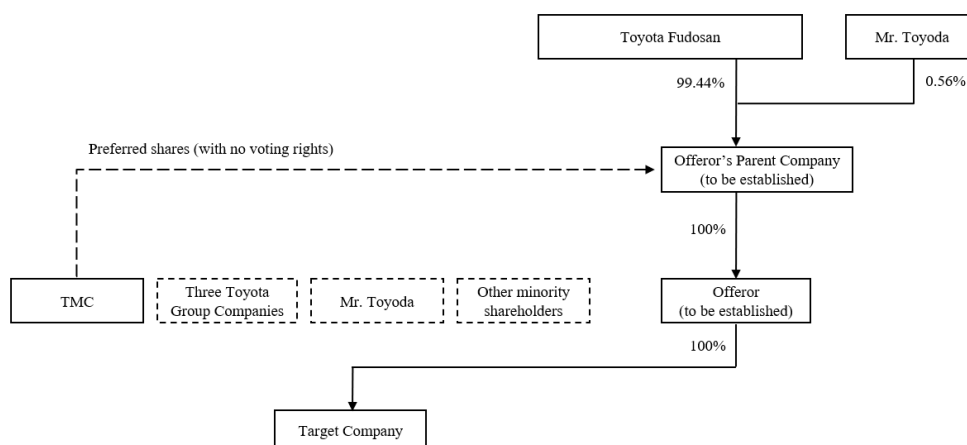 Toyota Fudosan
Mr. Toyoda
99.44%
0.56%
Preferred shares (with no voting rights)
Offeror’s Parent Company
(to be established)
100%
TMC
Three Toyota
Group Companies
Mr. Toyoda
Other minority
shareholders
Offeror
(to be established)
100%
Target Company